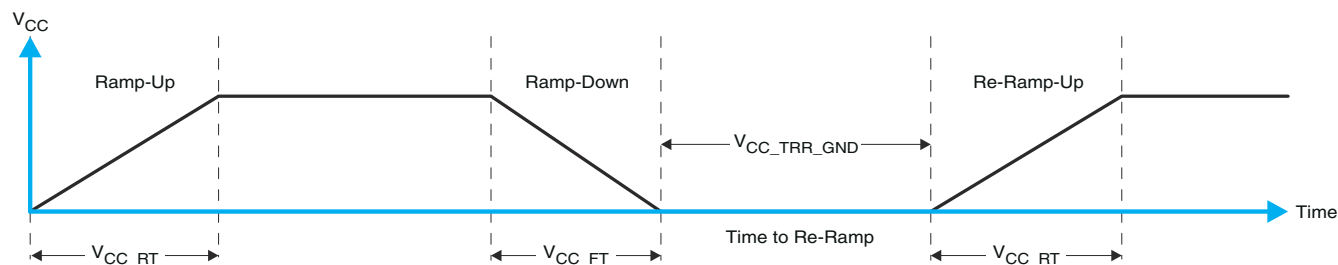 VCC
Ramp-Up
Ramp-Down
Re-Ramp-Up
VCC_TRR_GND
Time
Time to Re-Ramp
VCC_RT
VCC_FT
VCC_RT